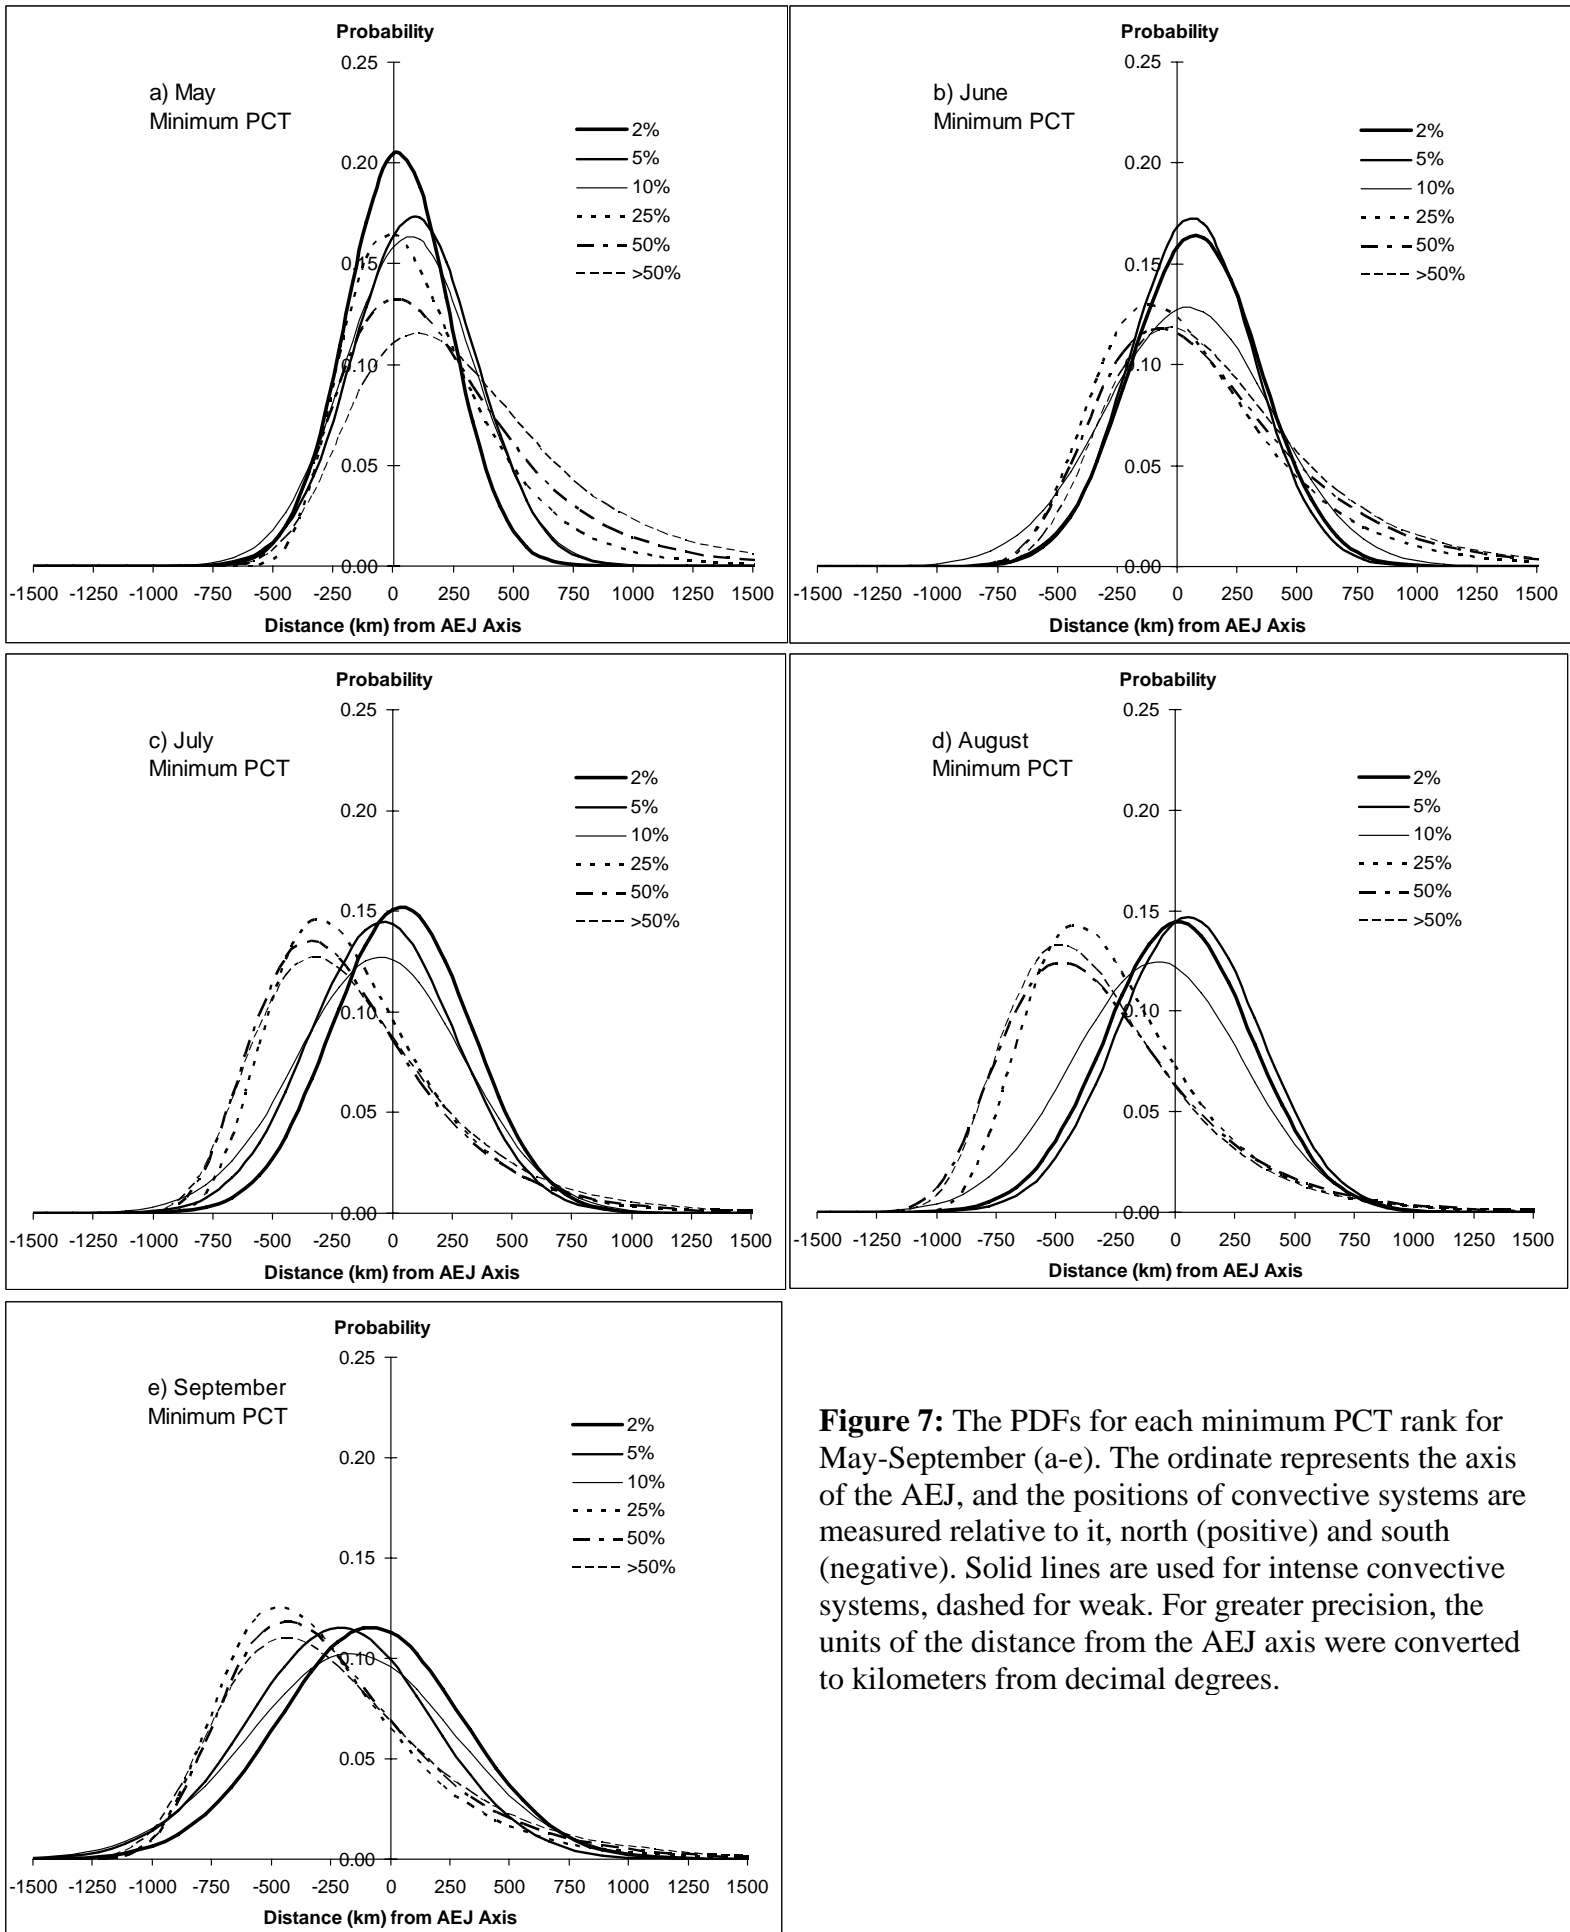 Probability
0.25
a) May
Minimum PCT
2%
5%
0.20
10%
25%
50%
0.15
>50%
0.10
0.05
0.00
-1500 -1250 -1000 -750 -500 -250 0 250 500 750 1000 1250 1500
Distance (km) from AEJ Axis
Probability
0.25
b) June
Minimum PCT
2%
5%
0.20
10%
25%
50%
0.15
>50%
0.10
0.05
0.00
-1500 -1250 -1000 -750 -500 -250 0 250 500 750 1000 1250 1500
Distance (km) from AEJ Axis
Probability
0.25
c) July
Minimum PCT
2%
5%
0.20
10%
25%
50%
0.15
>50%
0.10
0.05
0.00
-1500 -1250 -1000 -750 -500 -250 0 250 500 750 1000 1250 1500
Distance (km) from AEJ Axis
Probability
0.25
d) August
Minimum PCT
2%
5%
0.20
10%
25%
50%
0.15
>50%
0.10
0.05
0.00
-1500 -1250 -1000 -750 -500 -250 0 250 500 750 1000 1250 1500
Distance (km) from AEJ Axis
Probability
0.25
e) September
Minimum PCT
2%
5%
0.20
10%
25%
50%
0.15
>50%
0.10
0.05
0.00
-1500 -1250 -1000 -750 -500 -250 0 250 500 750 1000 1250 1500
Distance (km) from AEJ Axis
Figure 7: The PDFs for each minimum PCT rank for
May-September (a-e). The ordinate represents the axis
of the AEJ, and the positions of convective systems are
measured relative to it, north (positive) and south
(negative). Solid lines are used for intense convective
systems, dashed for weak. For greater precision, the
units of the distance from the AEJ axis were converted
to kilometers from decimal degrees.